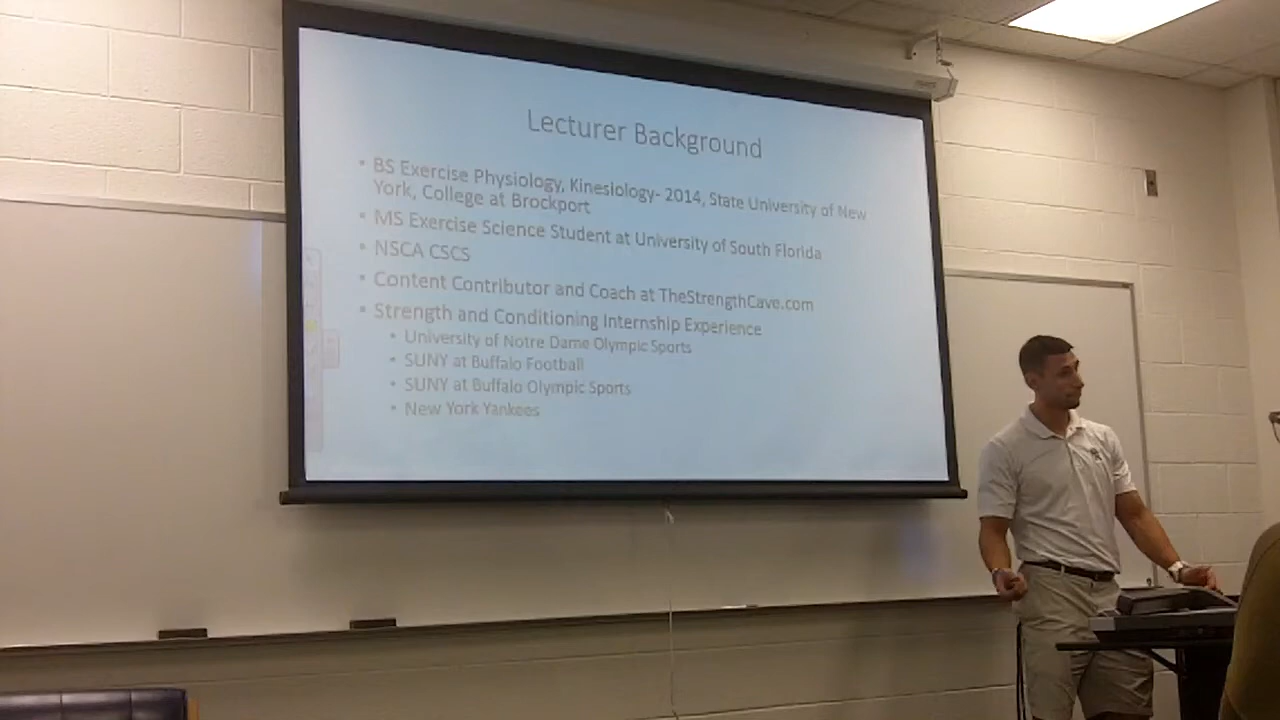 Lecturer Background
• BS Exercise Physiology, Kinesiology- 2014, State University of New
York, College at Brockport
• MS Exercise Science Student at University of South Florida
• NSCA CSCS
• Content Contributor and Coach at TheStrengthCave.com
• Strength and Conditioning Internship Experience
• University of Notre Dame Olympic Sports
• SUNY at Buffalo Football
• SUNY at Buffalo Olympic Sports
• New York Yankees